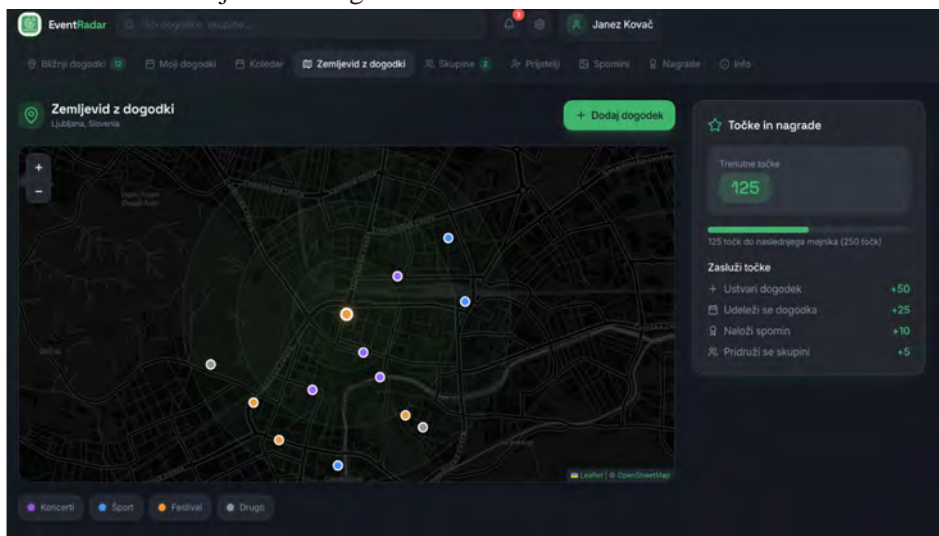 EventRadar
Janez Kovač
3
Bližnji dogodki 12
Moji dogodki
Koledar
Zemljevid z dogodki
Skupine 2
Prijatelji
Spomini
Nagrade
Info
Zemljevid z dogodki
Ljubljana, Slovenia
+ Dodaj dogodek
+
−
Leaflet | © OpenStreetMap
Koncerti
Šport
Festival
Drugo
Točke in nagrade
Trenutne točke
125
125 točk do naslednjega mejnika (250 točk)
Zasluži točke
+ Ustvari dogodek +50
Udeleži se dogodka +25
Naloži spomin +10
Pridruži se skupini +5